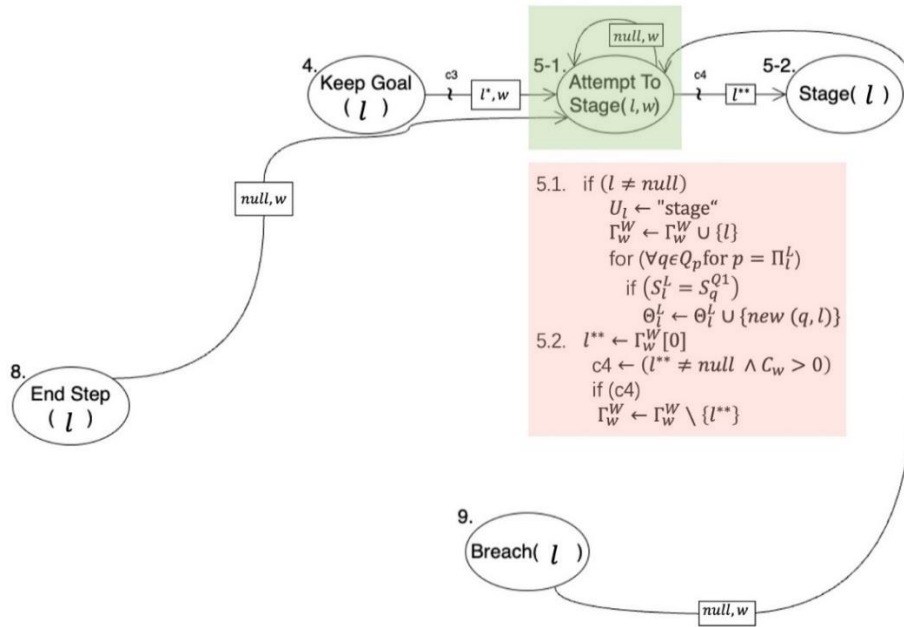 null, w
4.
Keep Goal
( l )
c3
l*, w
5-1.
Attempt To
Stage( l, w)
c4
l**
5-2.
Stage( l )
null, w
5.1. if (l ≠ null)
U_l ← "stage“
Γ_w^W ← Γ_w^W ∪ {l}
for (∀qϵQ_p for p = Π_l^L)
if (S_l^L = S_q^{Q1})
Θ_l^L ← Θ_l^L ∪ {new (q, l)}
5.2. l** ← Γ_w^W[0]
c4 ← (l** ≠ null ∧ C_w > 0)
if (c4)
Γ_w^W ← Γ_w^W \ {l**}
8.
End Step
( l )
9.
Breach( l )
null, w